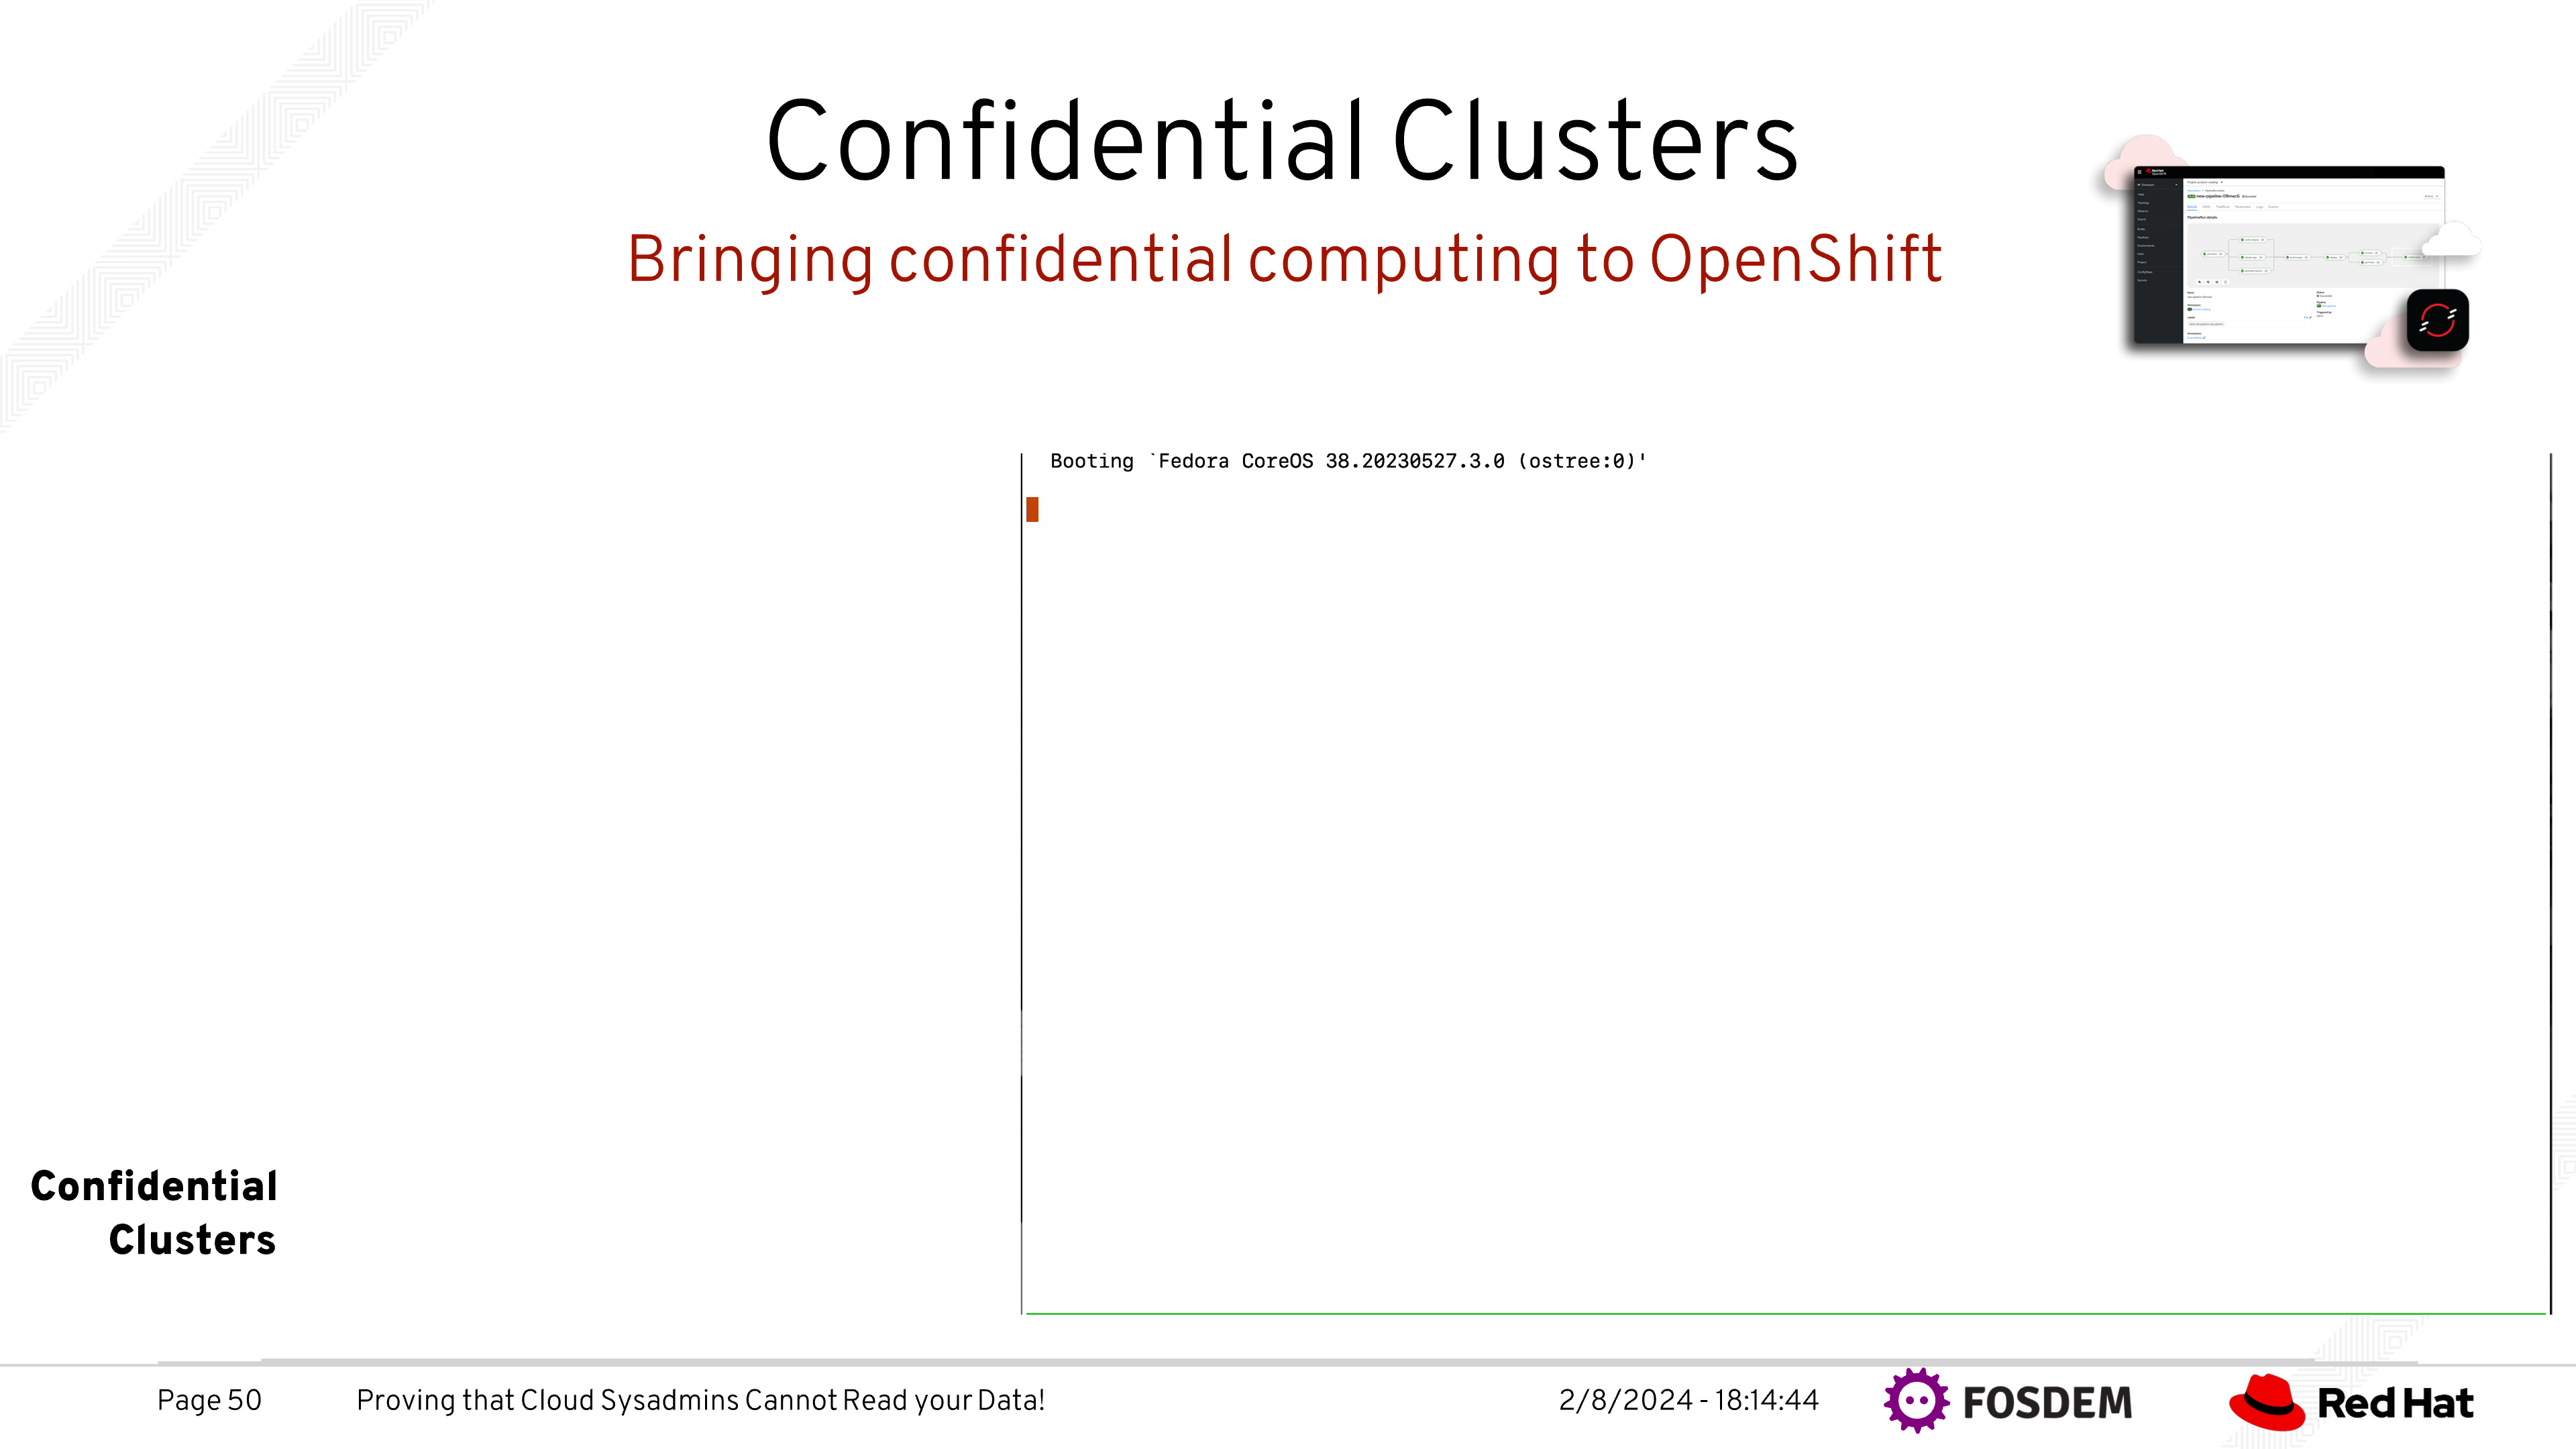 Confidential Clusters
Bringing confidential computing to OpenShift
Booting `Fedora CoreOS 38.20230527.3.0 (ostree:0)'
Confidential
Clusters
Page 50
Proving that Cloud Sysadmins Cannot Read your Data!
2/8/2024 - 18:14:44
FOSDEM
Red Hat